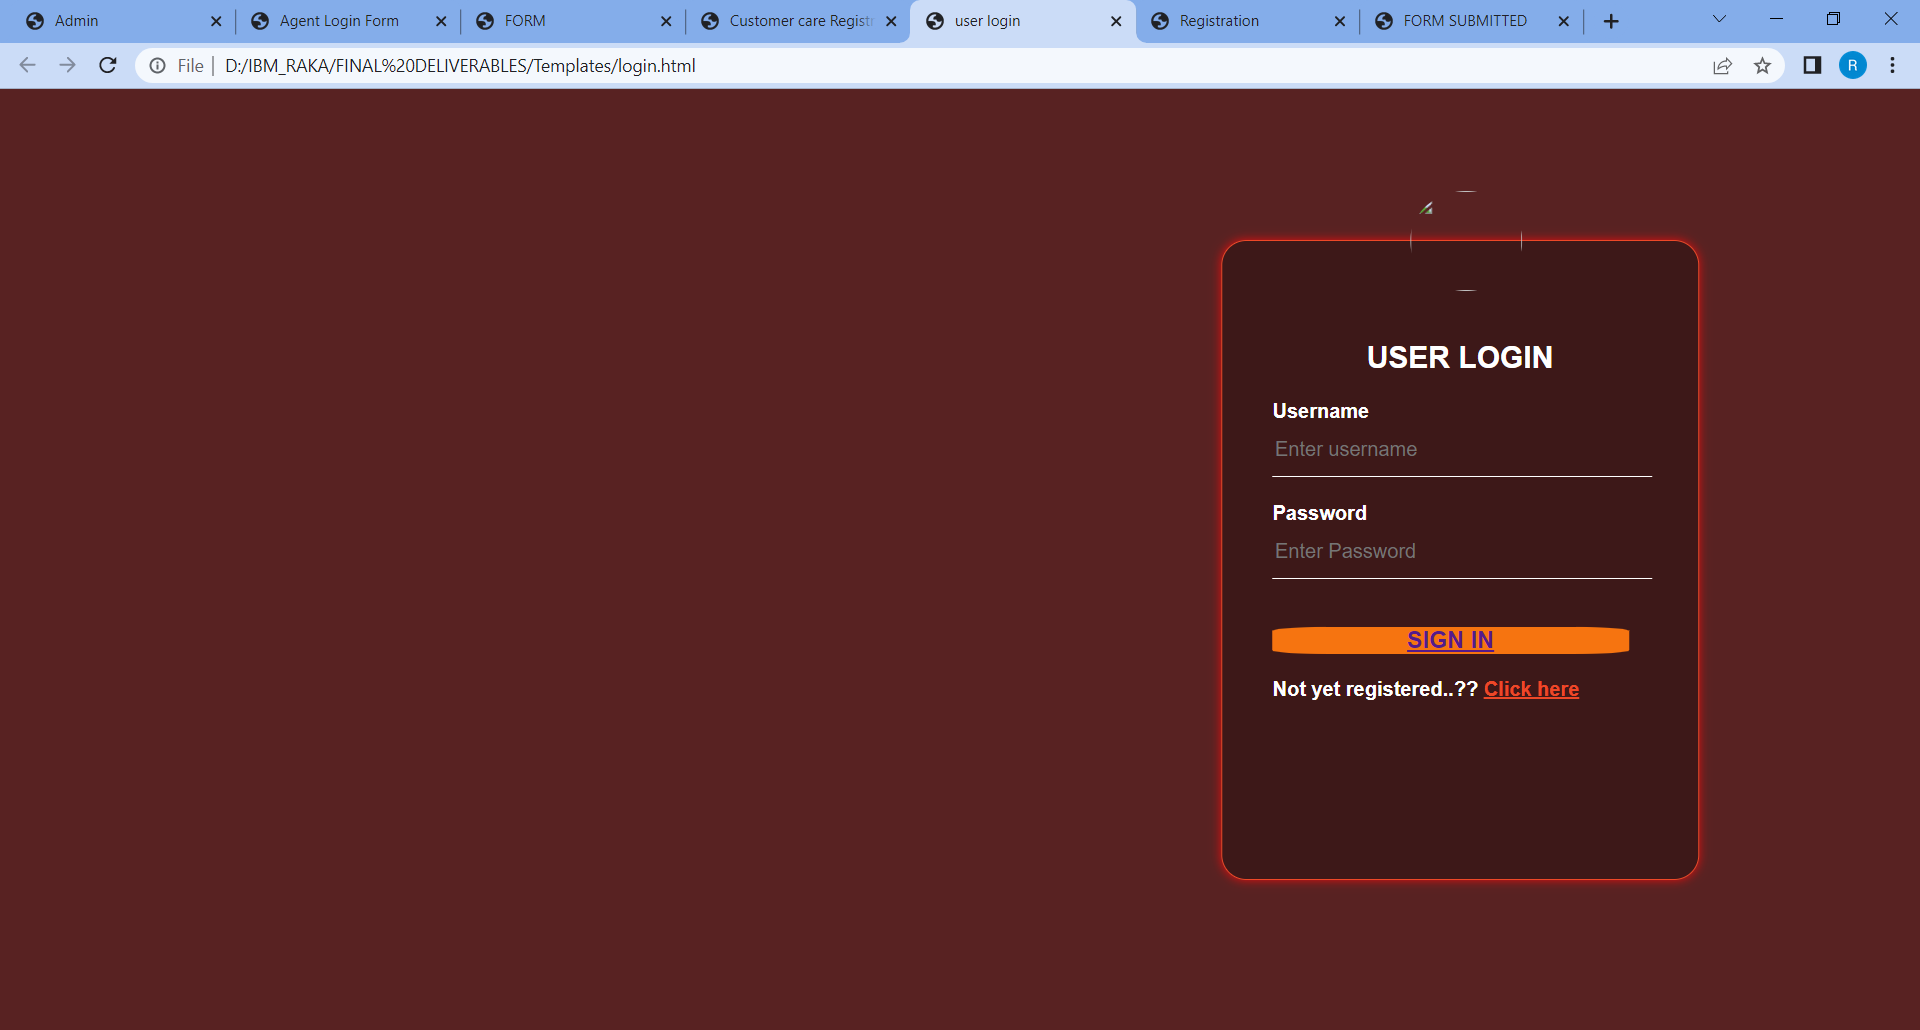 Admin
Agent Login Form
FORM
Customer care Regist
user login
Registration
FORM SUBMITTED
File
D:/IBM_RAKA/FINAL%20DELIVERABLES/Templates/login.html
R
USER LOGIN
Username
Enter username
Password
Enter Password
SIGN IN
Not yet registered..?? Click here